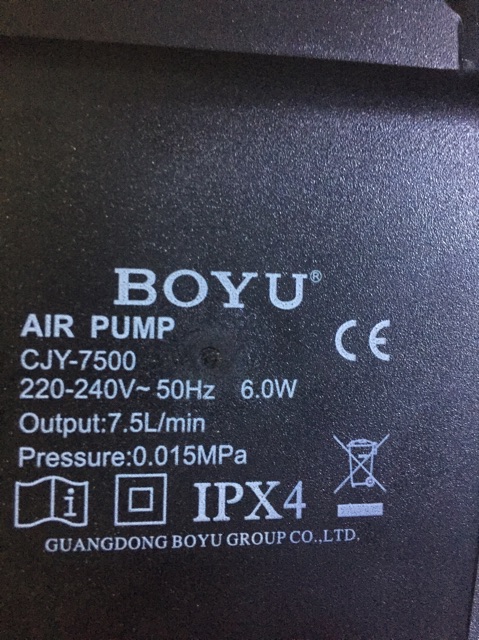 BOYU®
AIR PUMP
CE
CJY-7500
220-240V~ 50Hz 6.0W
Output:7.5L/min
Pressure:0.015MPa
i IPX4
GUANGDONG BOYU GROUP CO.,LTD.